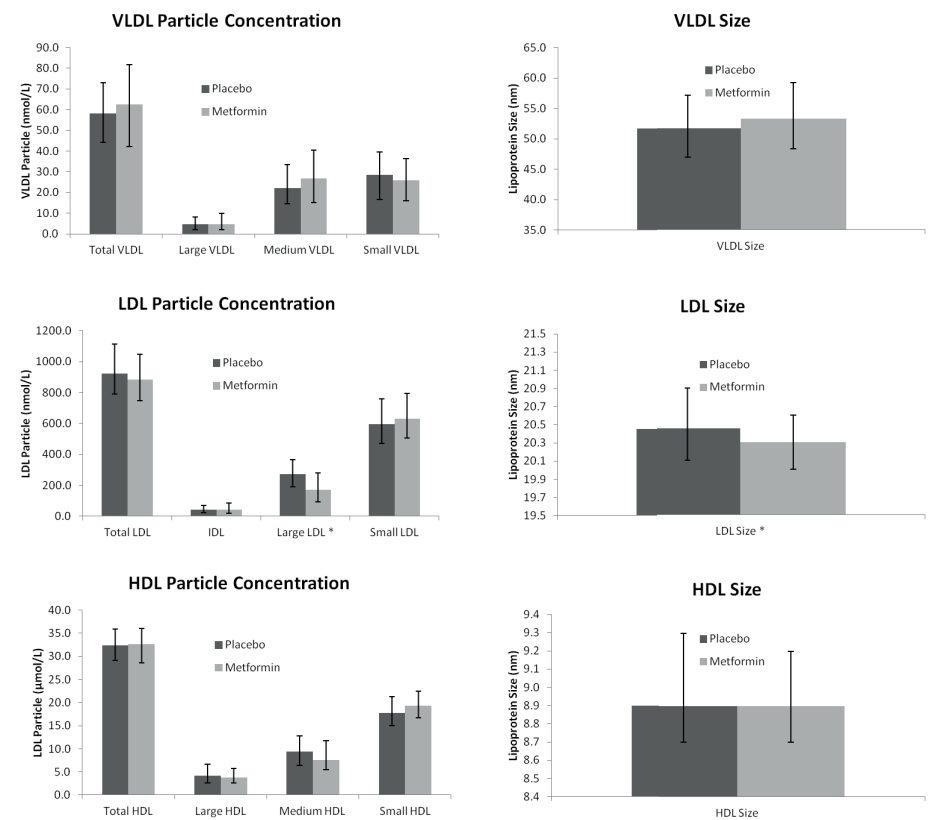 VLDL Particle Concentration
VLDL Particle (nmol/L)
90.0
80.0
70.0
60.0
50.0
40.0
30.0
20.0
10.0
0.0
Placebo
Metformin
Total VLDL Large VLDL Medium VLDL Small VLDL
VLDL Size
Lipoprotein Size (nm)
65.0
60.0
55.0
50.0
45.0
40.0
35.0
Placebo
Metformin
VLDL Size
LDL Particle Concentration
LDL Particle (nmol/L)
1200.0
1000.0
800.0
600.0
400.0
200.0
0.0
Placebo
Metformin
Total LDL IDL Large LDL * Small LDL
LDL Size
Lipoprotein Size (nm)
21.5
21.3
21.1
20.9
20.7
20.5
20.3
20.1
19.9
19.7
19.5
Placebo
Metformin
LDL Size *
HDL Particle Concentration
LDL Particle (μmol/L)
40.0
35.0
30.0
25.0
20.0
15.0
10.0
5.0
0.0
Placebo
Metformin
Total HDL Large HDL Medium HDL Small HDL
HDL Size
Lipoprotein Size (nm)
9.4
9.3
9.2
9.1
9.0
8.9
8.8
8.7
8.6
8.5
8.4
Placebo
Metformin
HDL Size